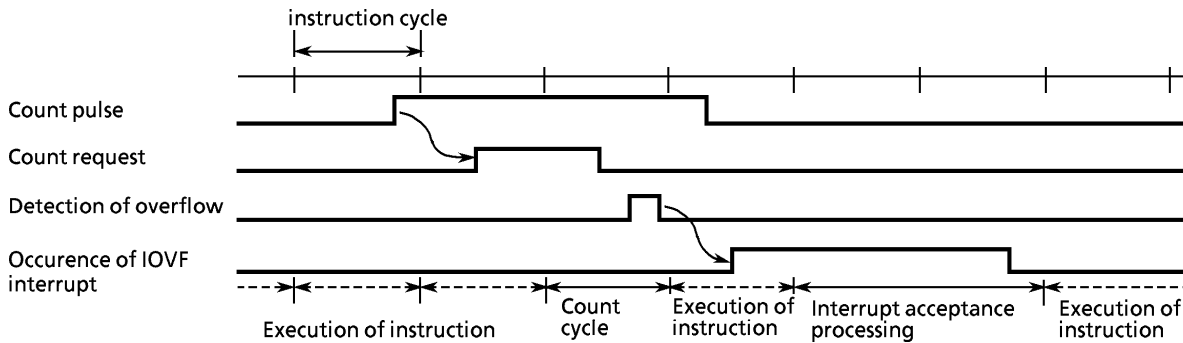 instruction cycle
Count pulse
Count request
Detection of overflow
Occurence of IOVF
interrupt
Execution of instruction
Count
cycle
Execution of
instruction
Interrupt acceptance
processing
Execution of
instruction